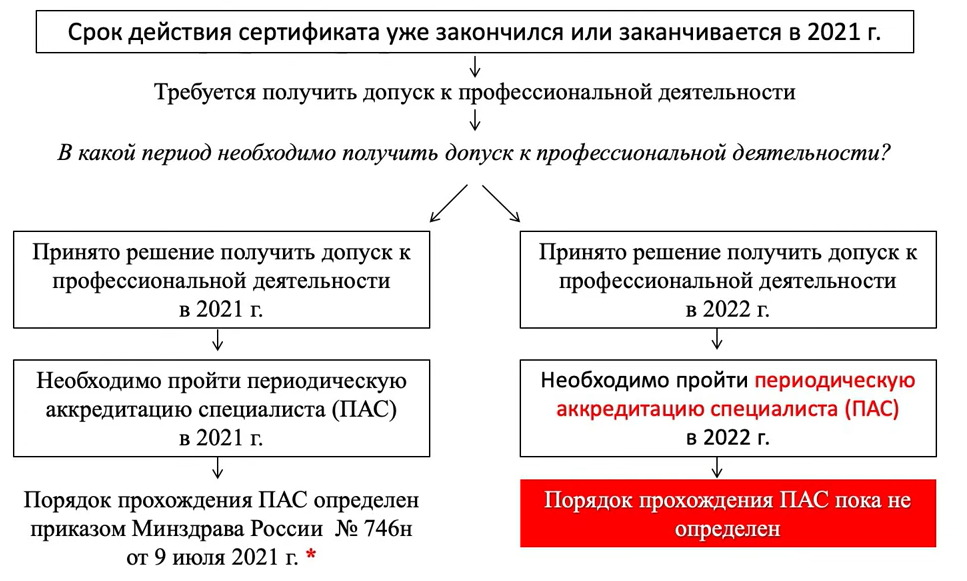 Срок действия сертификата уже закончился или заканчивается в 2021 г.
Требуется получить допуск к профессиональной деятельности
В какой период необходимо получить допуск к профессиональной деятельности?
Принято решение получить допуск к
профессиональной деятельности
в 2021 г.
Необходимо пройти периодическую
аккредитацию специалиста (ПАС)
в 2021 г.
Порядок прохождения ПАС определен
приказом Минздрава России № 746н
от 9 июля 2021 г. *
Принято решение получить допуск к
профессиональной деятельности
в 2022 г.
Необходимо пройти периодическую
аккредитацию специалиста (ПАС)
в 2022 г.
Порядок прохождения ПАС пока не
определен